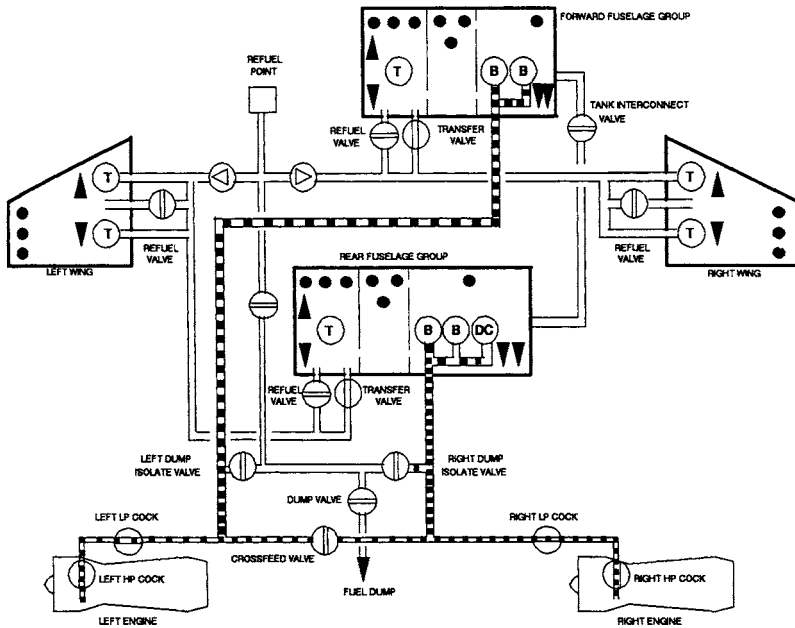 FORWARD FUSELAGE GROUP
REFUEL
POINT
T
B
B
TANK INTERCONNECT
VALVE
REFUEL
VALVE
TRANSFER
VALVE
T
T
T
T
REFUEL
VALVE
REFUEL
VALVE
LEFT WING
RIGHT WING
REAR FUSELAGE GROUP
T
B
B
DC
REFUEL
VALVE
TRANSFER
VALVE
LEFT DUMP
ISOLATE VALVE
RIGHT DUMP
ISOLATE VALVE
DUMP VALVE
LEFT LP COCK
RIGHT LP COCK
CROSSFEED VALVE
LEFT HP COCK
RIGHT HP COCK
FUEL DUMP
LEFT ENGINE
RIGHT ENGINE